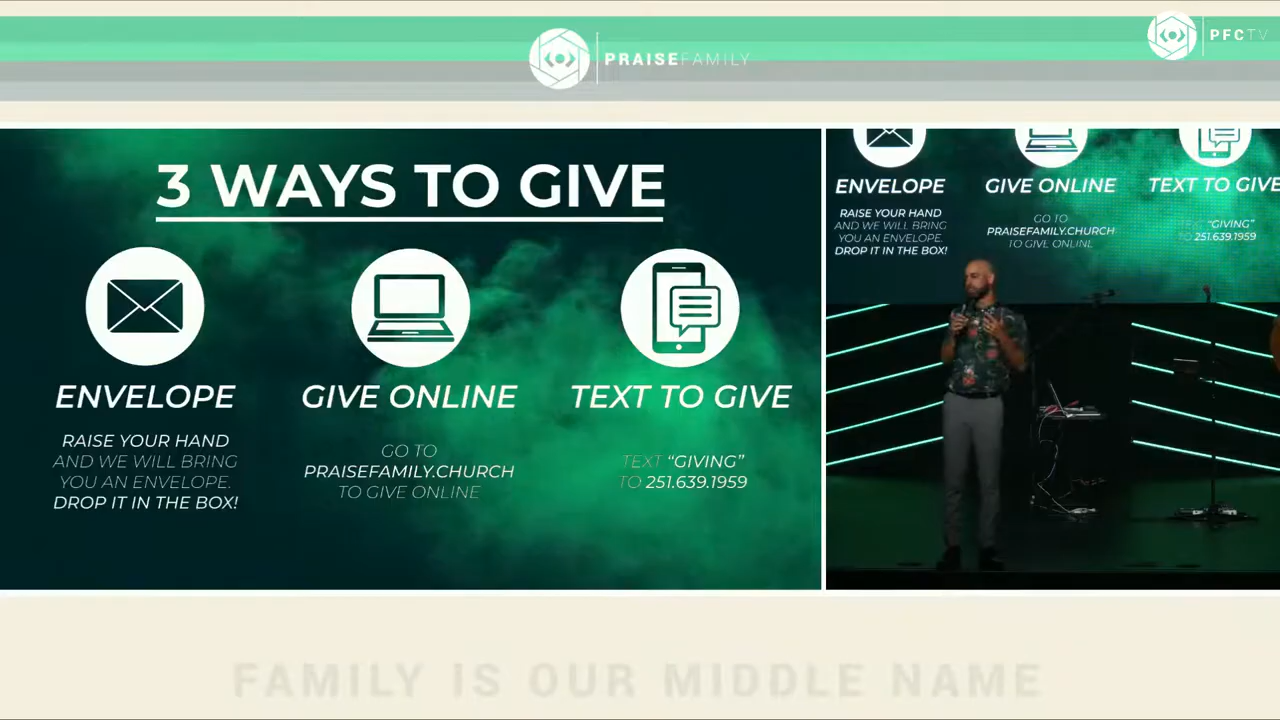 PRAISEFAMILY
PFCTV
3 WAYS TO GIVE
ENVELOPE
RAISE YOUR HAND
AND WE WILL BRING
YOU AN ENVELOPE.
DROP IT IN THE BOX!
GIVE ONLINE
GO TO
PRAISEFAMILY.CHURCH
TO GIVE ONLINE
TEXT TO GIVE
TEXT “GIVING”
TO 251.639.1959
ENVELOPE
RAISE YOUR HAND
AND WE WILL BRING
YOU AN ENVELOPE.
DROP IT IN THE BOX!
GIVE ONLINE
GO TO
PRAISEFAMILY.CHURCH
TO GIVE ONLINE
TEXT TO GIVE
TEXT “GIVING”
TO 251.639.1959
FAMILY IS OUR MIDDLE NAME